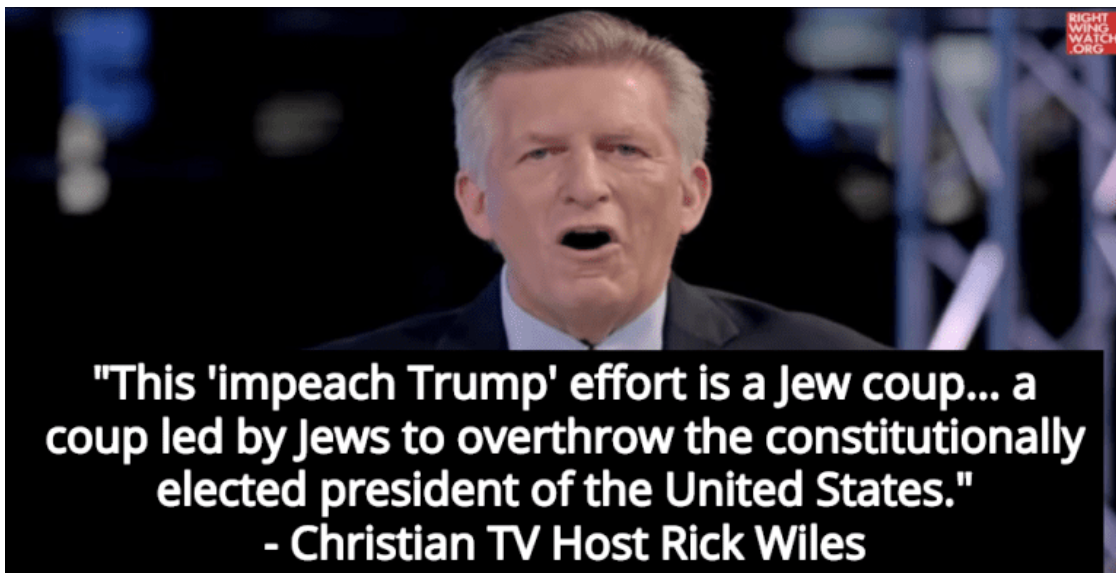 RIGHT
WING
WATCH
.ORG
"This 'impeach Trump' effort is a Jew coup... a
coup led by Jews to overthrow the constitutionally
elected president of the United States."
- Christian TV Host Rick Wiles